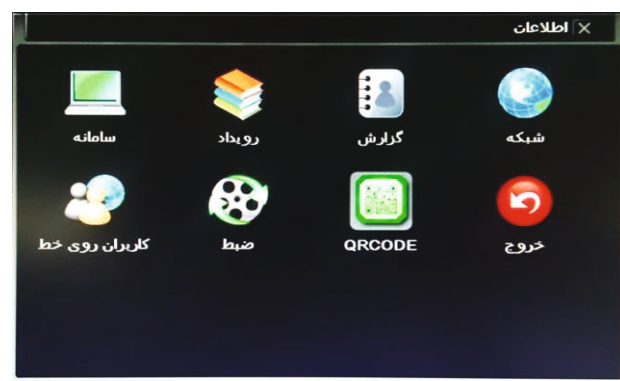 اطلاعات
شبکه
گزارش
رویداد
سامانه
خروج
QRCODE
ضبط
کاربران روی خط